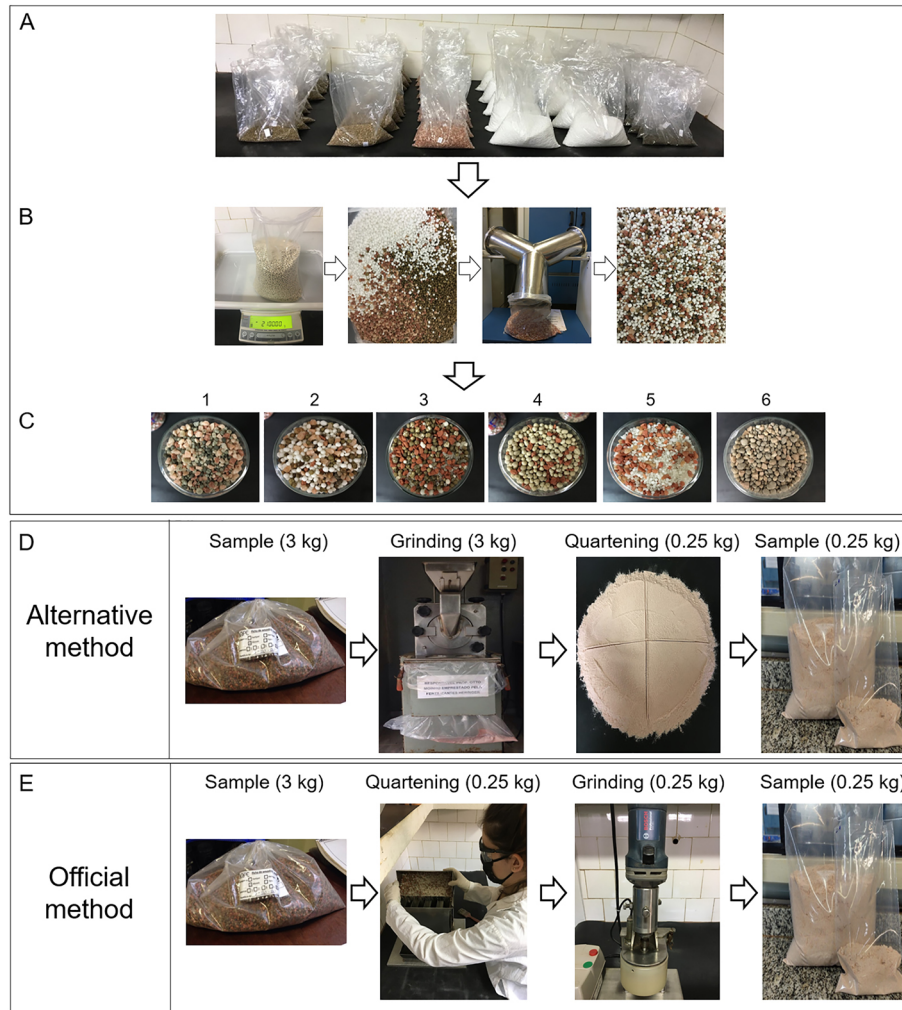 A
B
210000
C
1 2 3 4 5 6
D
Alternative
method
Sample (3 kg) Grinding (3 kg) Quartening (0.25 kg) Sample (0.25 kg)
E
Official
method
Sample (3 kg) Quartening (0.25 kg) Grinding (0.25 kg) Sample (0.25 kg)